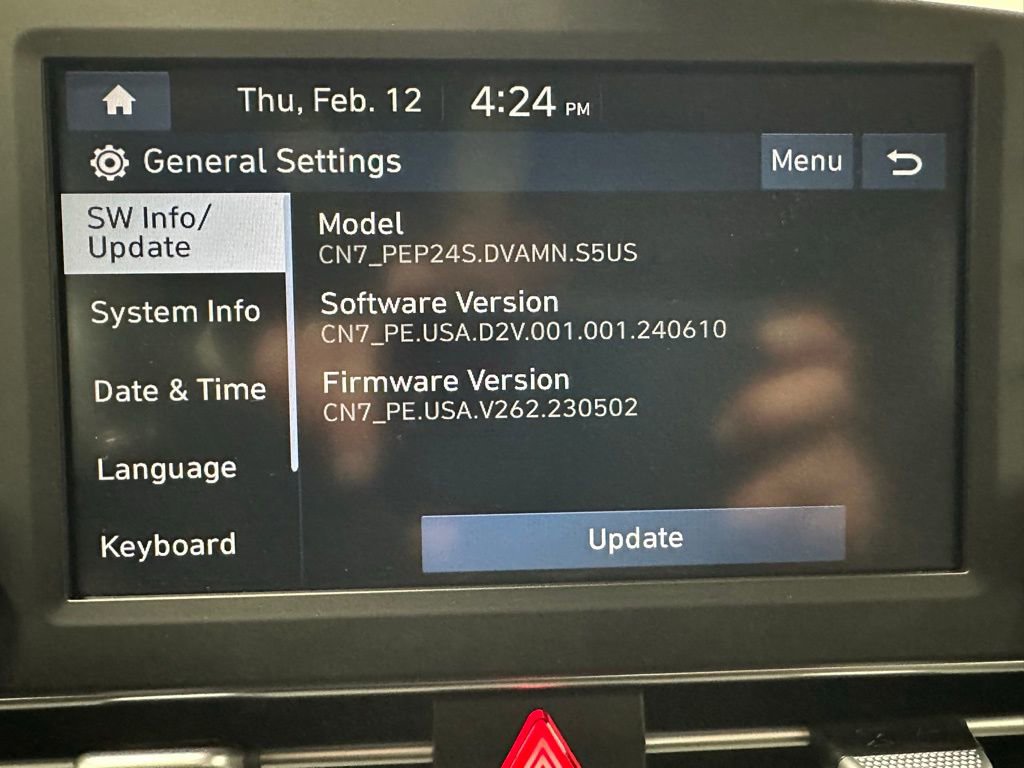 Thu, Feb. 12 4:24 PM
General Settings Menu
SW Info/
Update
System Info
Date & Time
Language
Keyboard
Model
CN7_PEP24S.DVAMN.S5US
Software Version
CN7_PE.USA.D2V.001.001.240610
Firmware Version
CN7_PE.USA.V262.230502
Update